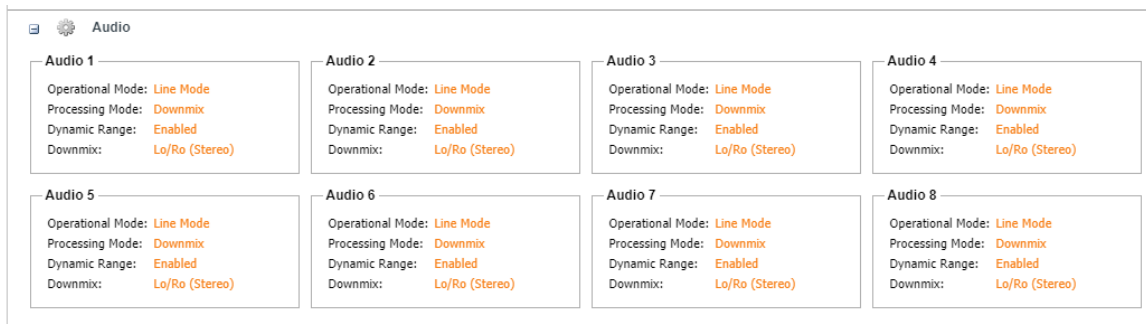 Audio
Audio 1
Operational Mode: Line Mode
Processing Mode: Downmix
Dynamic Range: Enabled
Downmix: Lo/Ro (Stereo)
Audio 2
Operational Mode: Line Mode
Processing Mode: Downmix
Dynamic Range: Enabled
Downmix: Lo/Ro (Stereo)
Audio 3
Operational Mode: Line Mode
Processing Mode: Downmix
Dynamic Range: Enabled
Downmix: Lo/Ro (Stereo)
Audio 4
Operational Mode: Line Mode
Processing Mode: Downmix
Dynamic Range: Enabled
Downmix: Lo/Ro (Stereo)
Audio 5
Operational Mode: Line Mode
Processing Mode: Downmix
Dynamic Range: Enabled
Downmix: Lo/Ro (Stereo)
Audio 6
Operational Mode: Line Mode
Processing Mode: Downmix
Dynamic Range: Enabled
Downmix: Lo/Ro (Stereo)
Audio 7
Operational Mode: Line Mode
Processing Mode: Downmix
Dynamic Range: Enabled
Downmix: Lo/Ro (Stereo)
Audio 8
Operational Mode: Line Mode
Processing Mode: Downmix
Dynamic Range: Enabled
Downmix: Lo/Ro (Stereo)